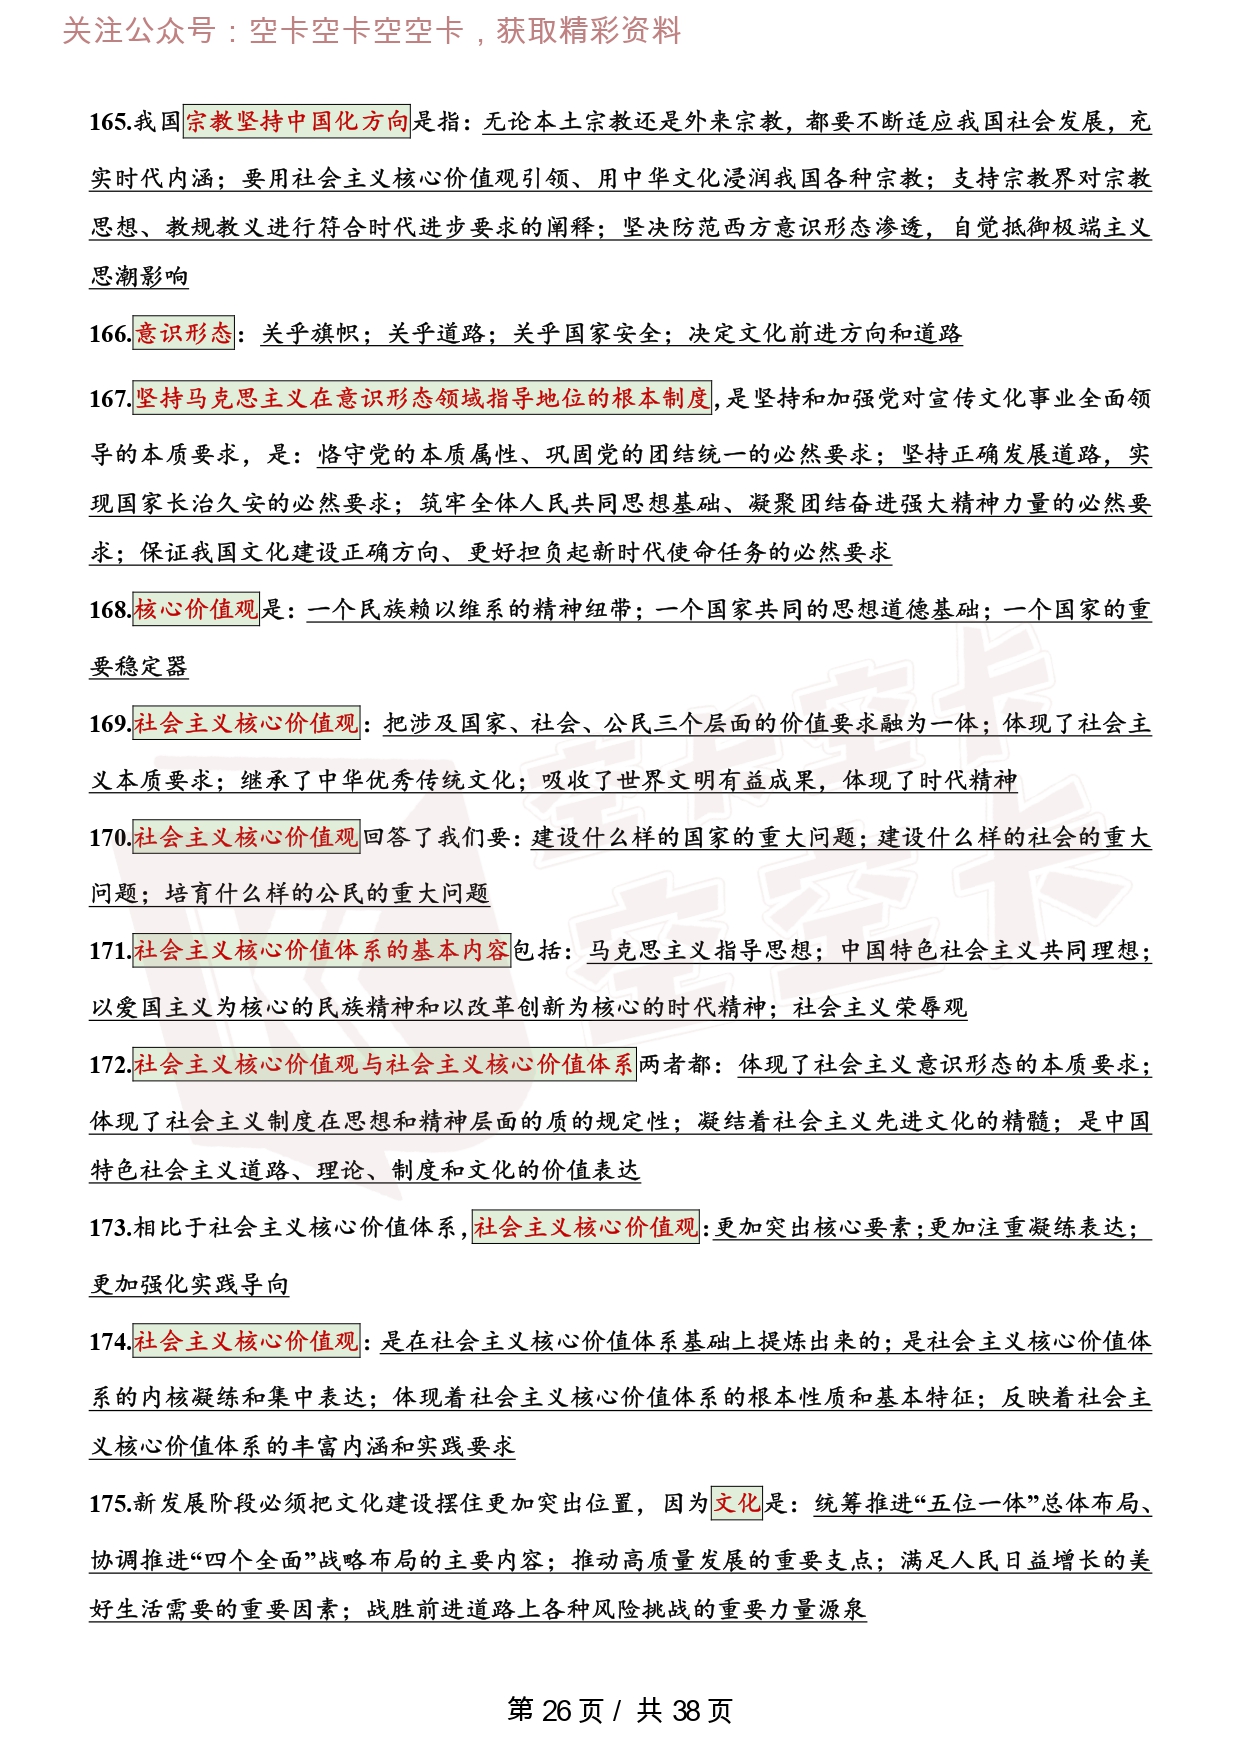 关注公众号：空卡空卡空空卡，获取精彩资料
165.我国宗教坚持中国化方向是指：无论本土宗教还是外来宗教，都要不断适应我国社会发展，充
实时代内涵；要用社会主义核心价值观引领、用中华文化浸润我国各种宗教；支持宗教界对宗教
思想、教规教义进行符合时代进步要求的阐释；坚决防范西方意识形态渗透，自觉抵御极端主义
思潮影响
166.意识形态：关乎旗帜；关乎道路；关乎国家安全；决定文化前进方向和道路
167.坚持马克思主义在意识形态领域指导地位的根本制度，是坚持和加强党对宣传文化事业全面领
导的本质要求，是：恪守党的本质属性、巩固党的团结统一的必然要求；坚持正确发展道路，实
现国家长治久安的必然要求；筑牢全体人民共同思想基础、凝聚团结奋进强大精神力量的必然要
求；保证我国文化建设正确方向、更好担负起新时代使命任务的必然要求
168.核心价值观是：一个民族赖以维系的精神纽带；一个国家共同的思想道德基础；一个国家的重
要稳定器
169.社会主义核心价值观：把涉及国家、社会、公民三个层面的价值要求融为一体；体现了社会主
义本质要求；继承了中华优秀传统文化；吸收了世界文明有益成果，体现了时代精神
170.社会主义核心价值观回答了我们要：建设什么样的国家的重大问题；建设什么样的社会的重大
问题；培育什么样的公民的重大问题
171.社会主义核心价值体系的基本内容包括：马克思主义指导思想；中国特色社会主义共同理想；
以爱国主义为核心的民族精神和以改革创新为核心的时代精神；社会主义荣辱观
172.社会主义核心价值观与社会主义核心价值体系两者都：体现了社会主义意识形态的本质要求；
体现了社会主义制度在思想和精神层面的质的规定性；凝结着社会主义先进文化的精髓；是中国
特色社会主义道路、理论、制度和文化的价值表达
173.相比于社会主义核心价值体系，社会主义核心价值观：更加突出核心要素；更加注重凝练表达；
更加强化实践导向
174.社会主义核心价值观：是在社会主义核心价值体系基础上提炼出来的；是社会主义核心价值体
系的内核凝练和集中表达；体现着社会主义核心价值体系的根本性质和基本特征；反映着社会主
义核心价值体系的丰富内涵和实践要求
175.新发展阶段必须把文化建设摆住更加突出位置，因为文化是：统筹推进“五位一体”总体布局、
协调推进“四个全面”战略布局的主要内容；推动高质量发展的重要支点；满足人民日益增长的美
好生活需要的重要因素；战胜前进道路上各种风险挑战的重要力量源泉
空卡空卡
空空卡
第 26 页 / 共 38 页